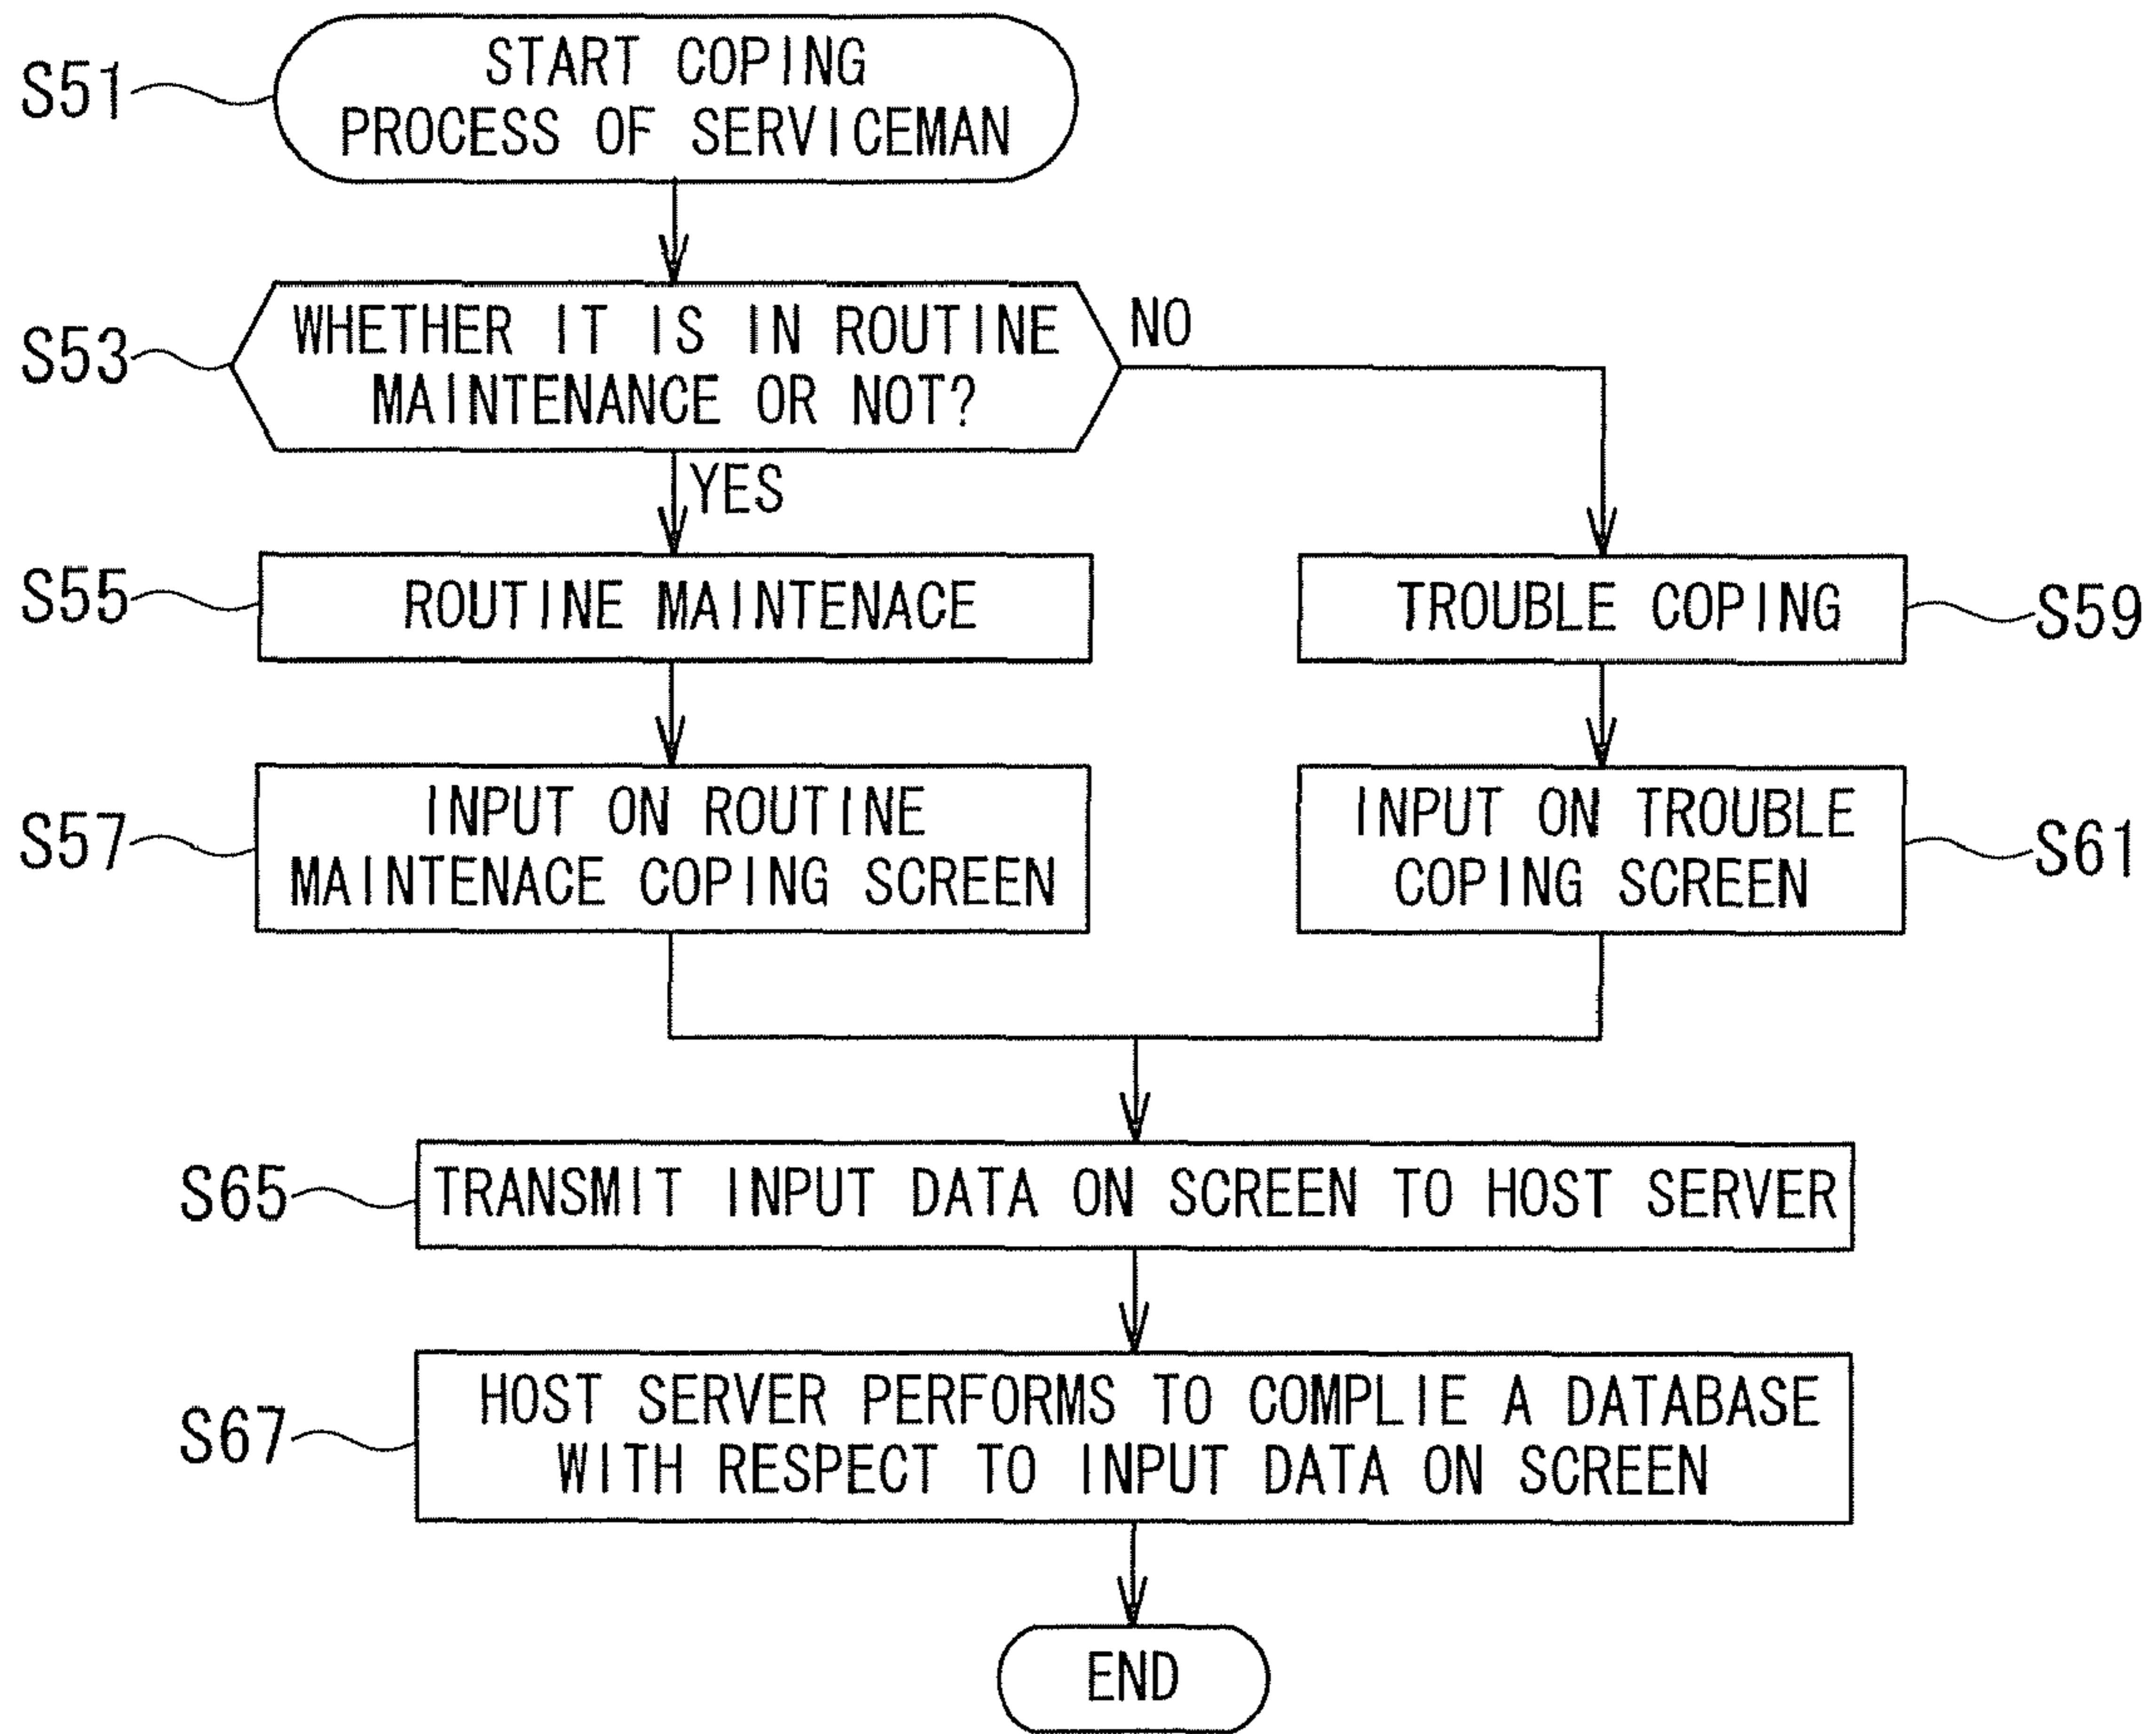 S51
START COPING
PROCESS OF SERVICEMAN
S53
WHETHER IT IS IN ROUTINE
MAINTENANCE OR NOT?
NO
YES
S55
ROUTINE MAINTENACE
TROUBLE COPING
S59
S57
INPUT ON ROUTINE
MAINTENACE COPING SCREEN
INPUT ON TROUBLE
COPING SCREEN
S61
S65
TRANSMIT INPUT DATA ON SCREEN TO HOST SERVER
S67
HOST SERVER PERFORMS TO COMPLIE A DATABASE
WITH RESPECT TO INPUT DATA ON SCREEN
END